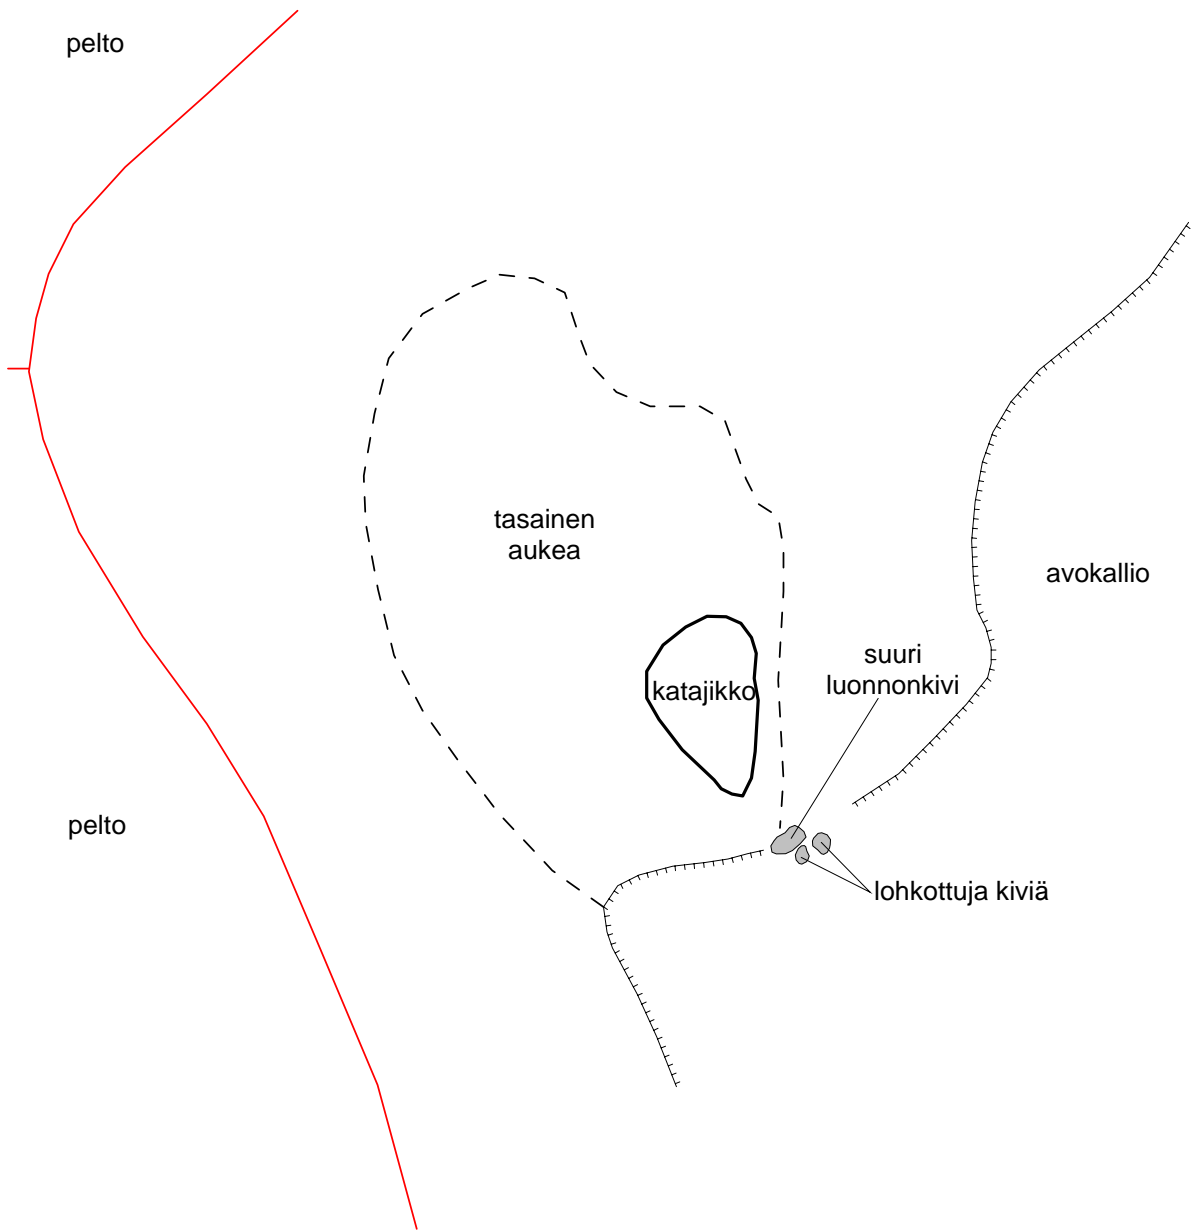 pelto
tasainen
aukea
avokallio
suuri
luonnonkivi
katajikko
pelto
lohkottuja kiviä